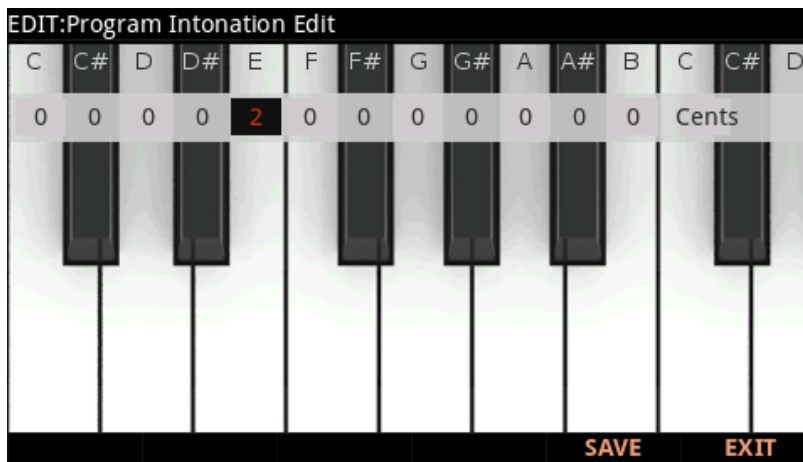 EDIT:Program Intonation Edit
C C# D D# E F F# G G# A A# B C C# D
0 0 0 0 2 0 0 0 0 0 0 0 Cents
SAVE EXIT